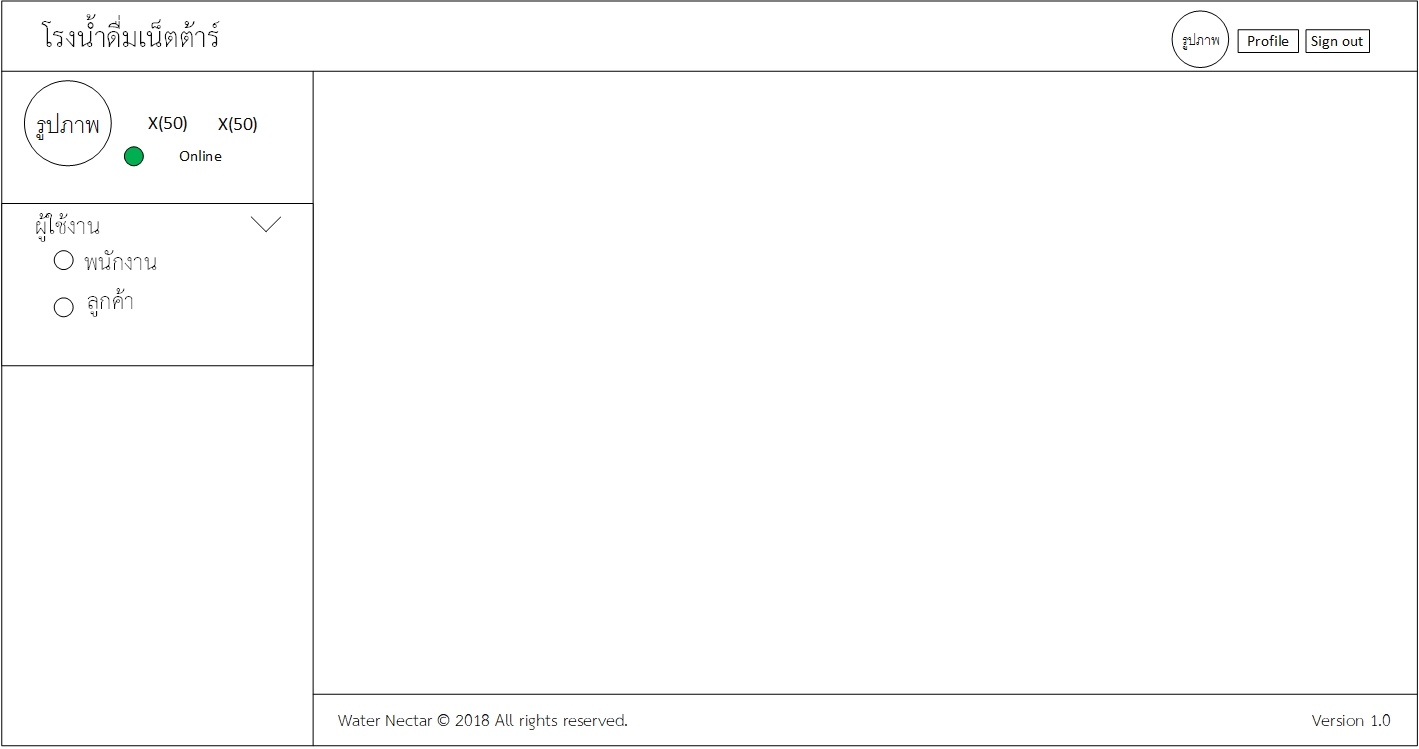 โรงน้ำดื่มเน็ตต้าร์
รูปภาพ Profile Sign out
รูปภาพ X(50) X(50)
Online
ผู้ใช้งาน
พนักงาน
ลูกค้า
Water Nectar © 2018 All rights reserved. Version 1.0